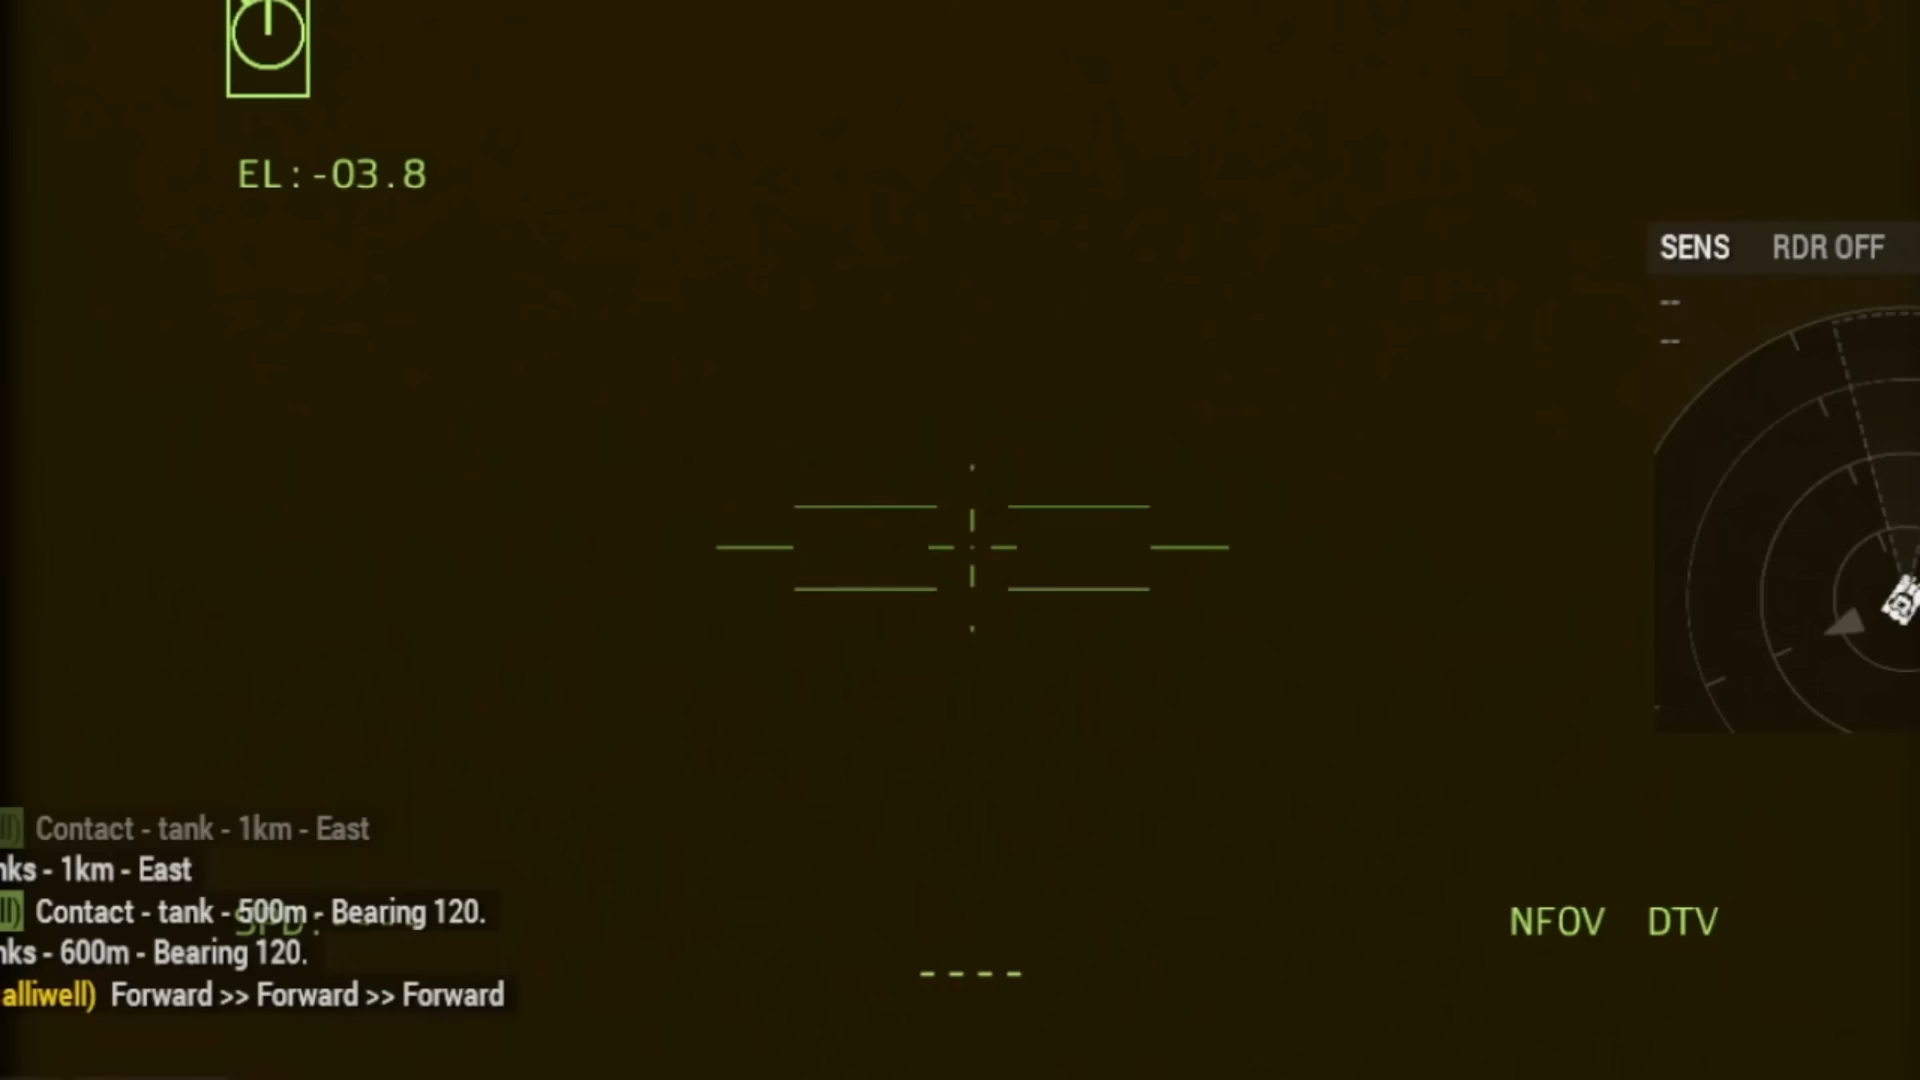 EL:-03.8
SENS RDR OFF
--
--
Contact - tank - 1km - East
nks - 1km - East
Contact - tank - 500m - Bearing 120.
SPD:
nks - 600m - Bearing 120.
alliwell) Forward >> Forward >> Forward
NFOV DTV
----